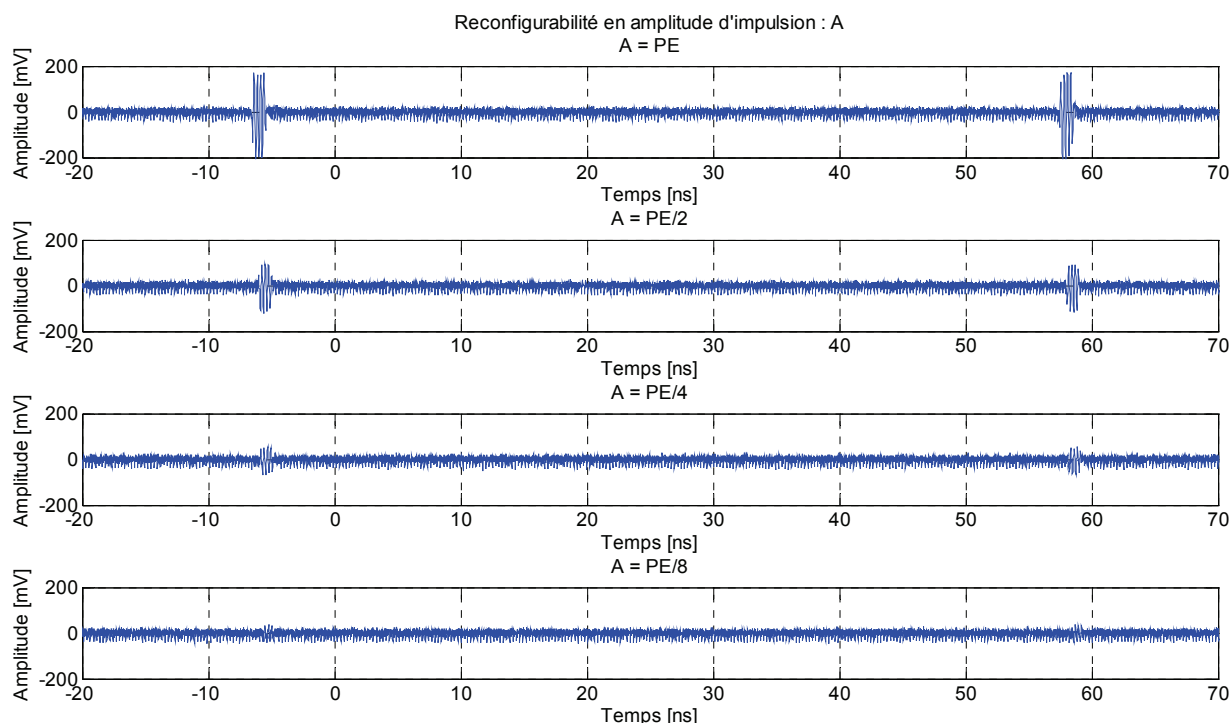 Reconfigurabilité en amplitude d'impulsion : A
A = PE
Amplitude [mV]
200
0
-200
-20 -10 0 10 20 30 40 50 60 70
Temps [ns]
A = PE/2
Amplitude [mV]
200
0
-200
-20 -10 0 10 20 30 40 50 60 70
Temps [ns]
A = PE/4
Amplitude [mV]
200
0
-200
-20 -10 0 10 20 30 40 50 60 70
Temps [ns]
A = PE/8
Amplitude [mV]
200
0
-200
-20 -10 0 10 20 30 40 50 60 70
Temps [ns]